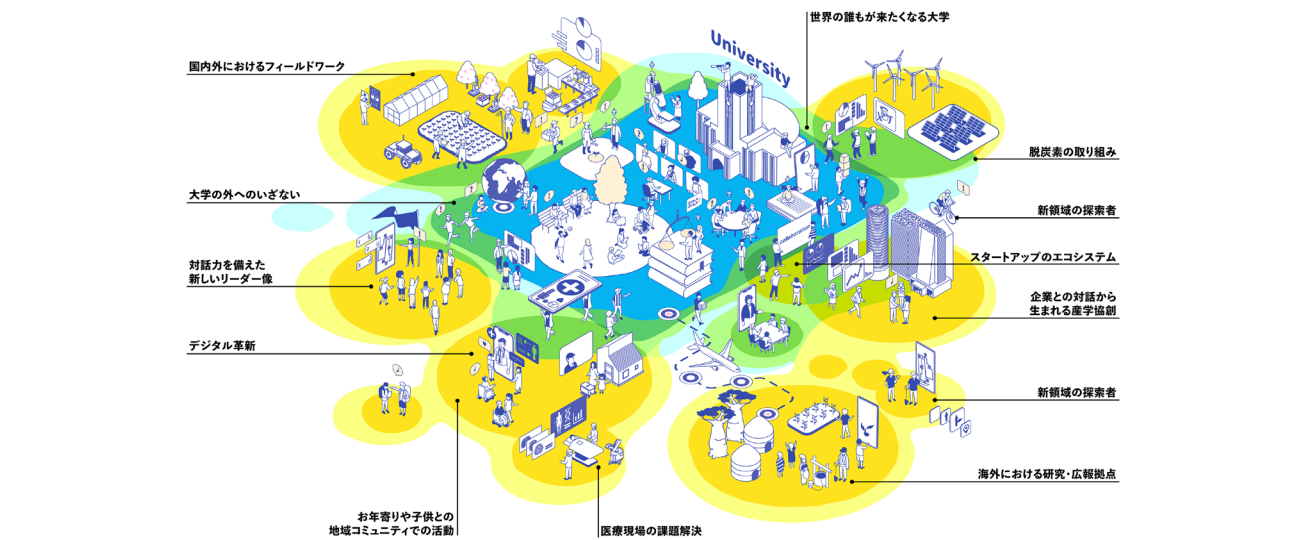 世界の誰もが来たくなる大学
University
国内外におけるフィールドワーク
脱炭素の取り組み
大学の外へのいざない
新領域の探索者
collaboration
スタートアップのエコシステム
対話力を備えた
新しいリーダー像
企業との対話から
生まれる産学協創
デジタル革新
新領域の探索者
海外における研究・広報拠点
お年寄りや子供との
地域コミュニティでの活動
医療現場の課題解決